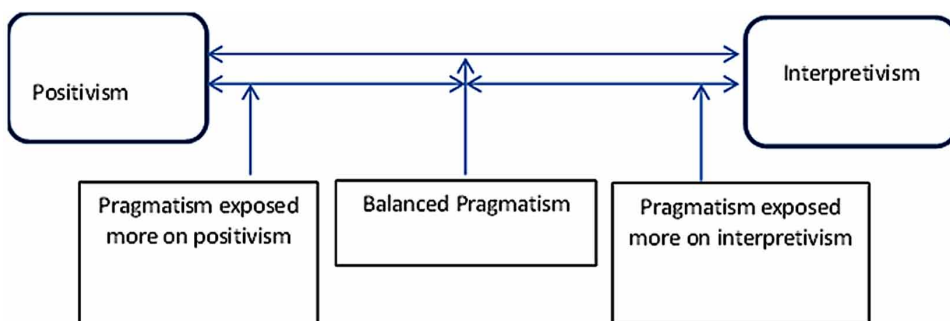 Positivism
Interpretivism
Pragmatism exposed
more on positivism
Balanced Pragmatism
Pragmatism exposed
more on interpretivism